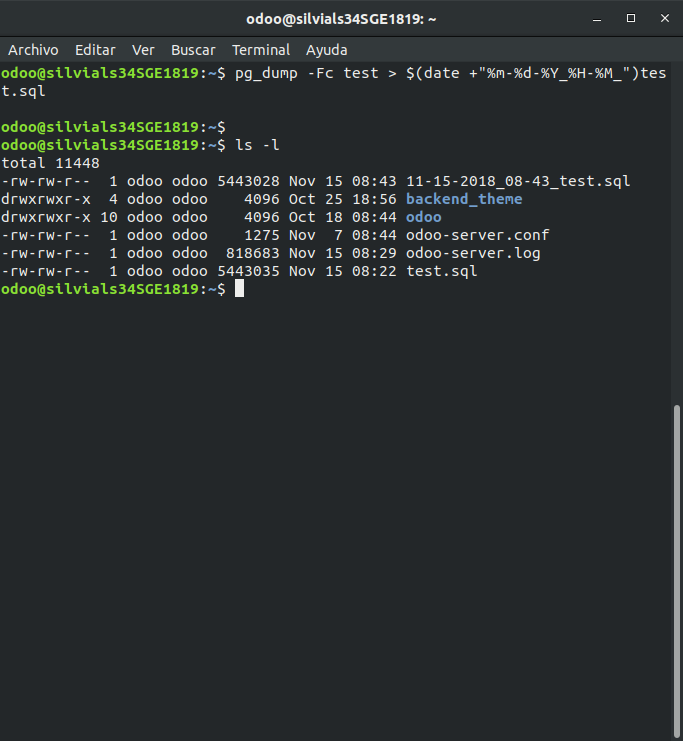 odoo@silvials34SGE1819: ~
Archivo Editar Ver Buscar Terminal Ayuda
odoo@silvials34SGE1819:~$ pg_dump -Fc test > $(date +"%m-%d-%Y_%H-%M_")tes
t.sql
odoo@silvials34SGE1819:~$
odoo@silvials34SGE1819:~$ ls -l
total 11448
-rw-rw-r--  1 odoo odoo 5443028 Nov 15 08:43 11-15-2018_08-43_test.sql
drwxrwxr-x  4 odoo odoo    4096 Oct 25 18:56 backend_theme
drwxrwxr-x 10 odoo odoo    4096 Oct 18 08:44 odoo
-rw-rw-r--  1 odoo odoo    1275 Nov  7 08:44 odoo-server.conf
-rw-rw-r--  1 odoo odoo  818683 Nov 15 08:29 odoo-server.log
-rw-rw-r--  1 odoo odoo 5443035 Nov 15 08:22 test.sql
odoo@silvials34SGE1819:~$